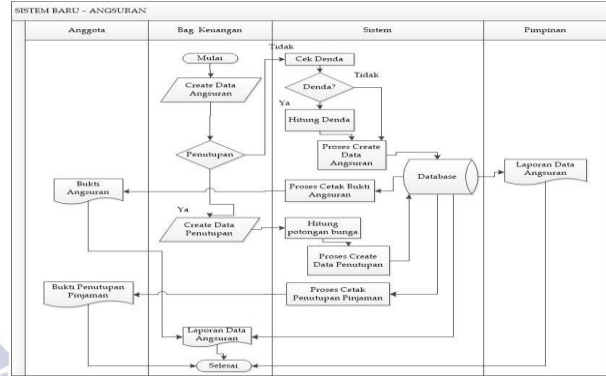 SISTEM BARU – ANGSURAN
Anggota
Bag. Keuangan
Sistem
Pimpinan
Mulai
Create Data
Angsuran
Penutupan
Tidak
Cek Denda
Denda?
Tidak
Ya
Hitung Denda
Proses Create
Data
Angsuran
Database
Laporan Data
Angsuran
Bukti
Angsuran
Proses Cetak Bukti
Angsuran
Ya
Create Data
Penutupan
Hitung
potongan bunga
Proses Create
Data Penutupan
Bukti Penutupan
Pinjaman
Proses Cetak
Penutupan Pinjaman
Laporan Data
Angsuran
Selesai